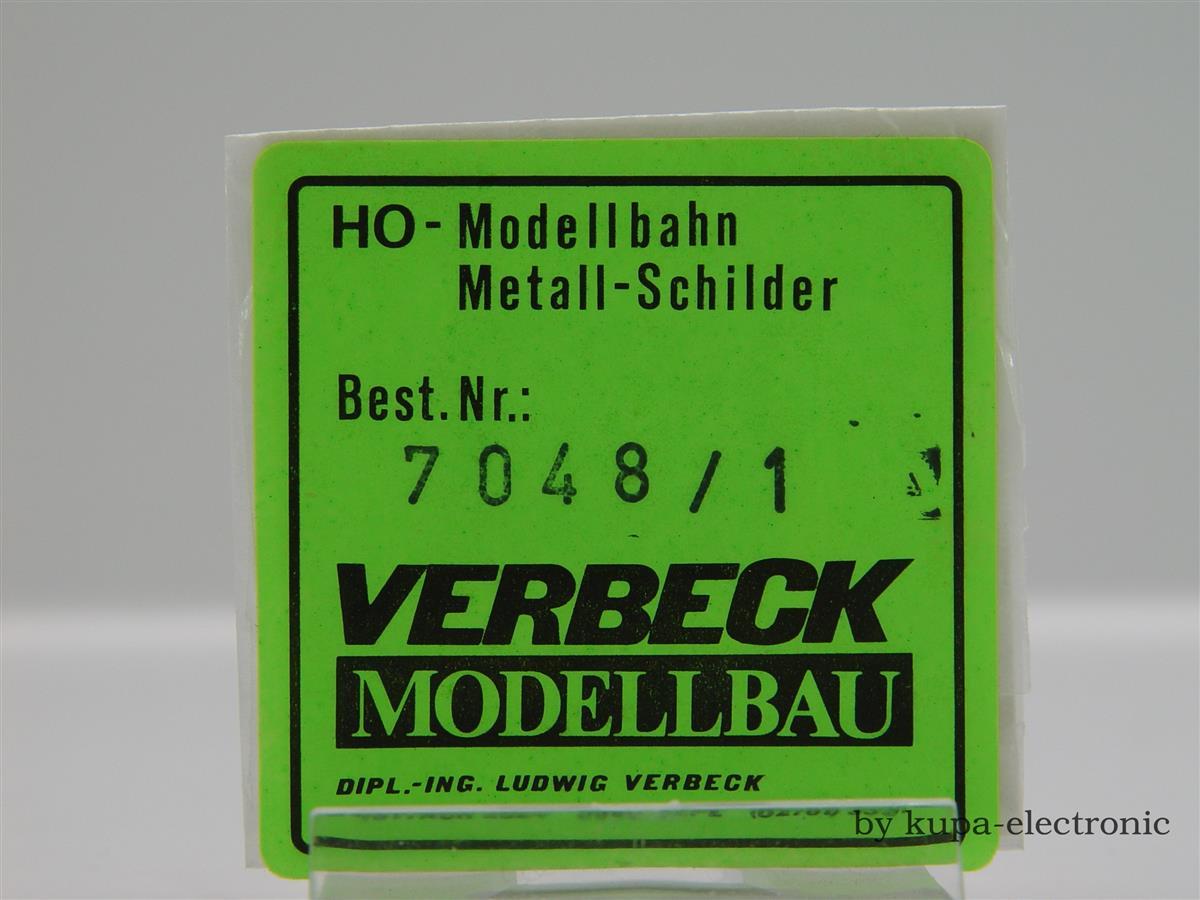 HO-Modellbahn
Metall-Schilder
Best.Nr.:
7048/1
VERBECK
MODELLBAU
DIPL.-ING. LUDWIG VERBECK
by kupa-electronic